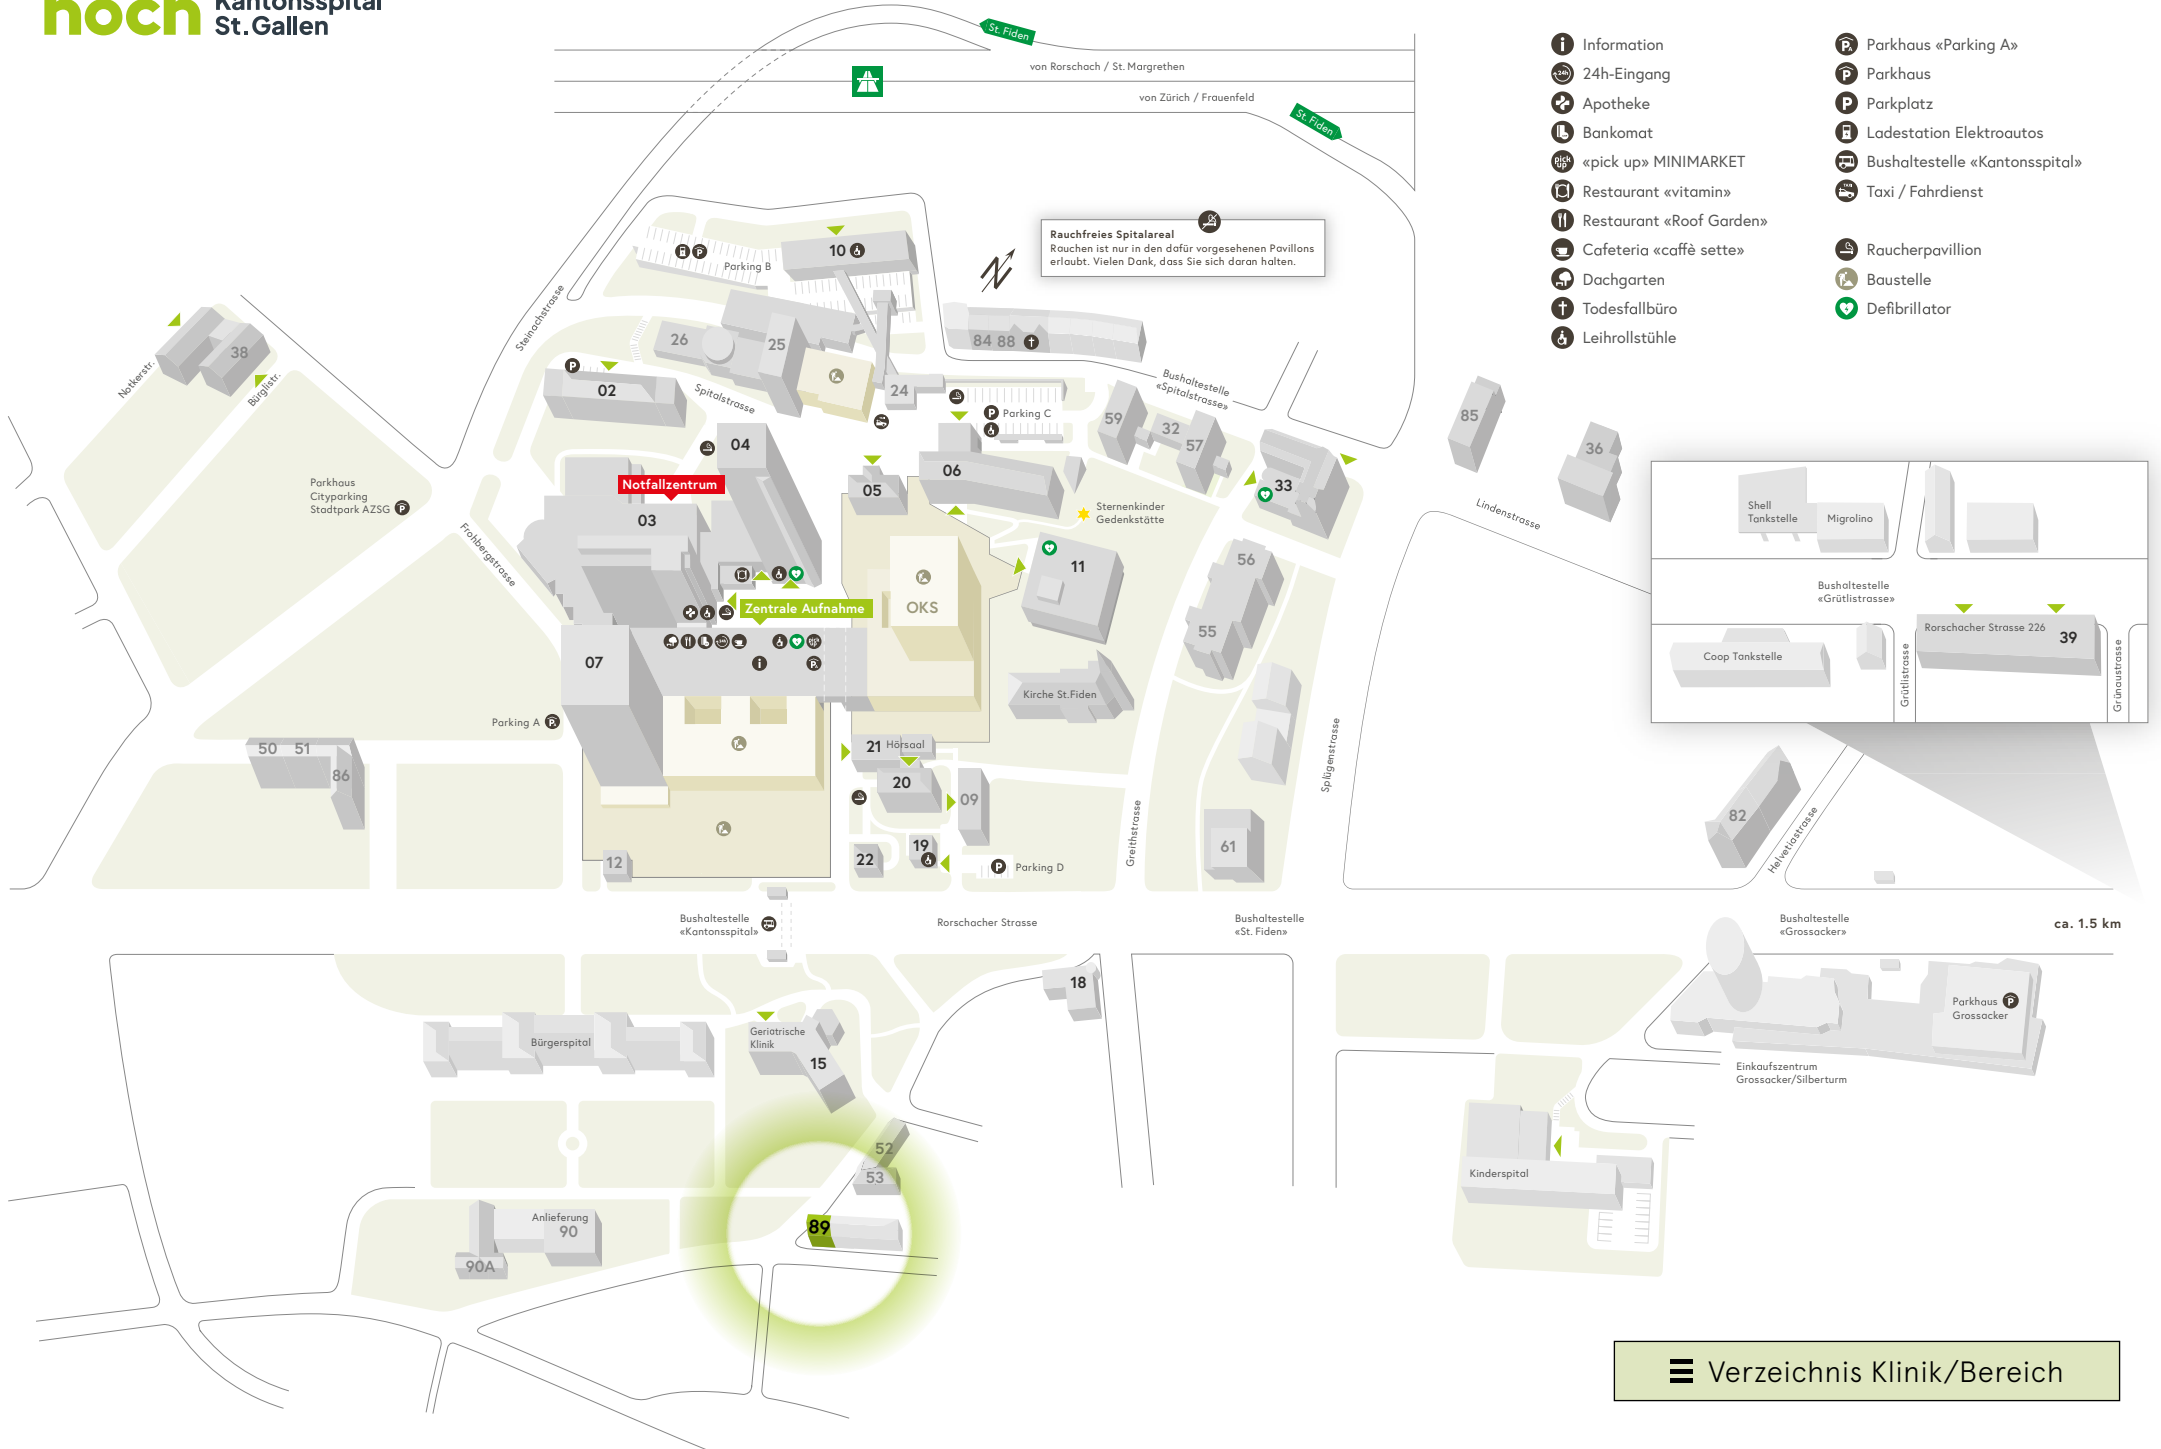 noch
Kantonsspital
St.Gallen
St. Fiden
von Rorschach / St. Margrethen
von Zürich / Frauenfeld
St. Fiden
Information
24h-Eingang
Apotheke
Bankomat
«pick up» MINIMARKET
Restaurant «vitamin»
Restaurant «Roof Garden»
Cafeteria «caffè sette»
Dachgarten
Todesfallbüro
Leihrollstühle
Parkhaus «Parking A»
Parkhaus
Parkplatz
Ladestation Elektroautos
Bushaltestelle «Kantonsspital»
Taxi / Fahrdienst
Raucherpavillion
Baustelle
Defibrillator
Rauchfreies Spitalareal
Rauchen ist nur in den dafür vorgesehenen Pavillons
erlaubt. Vielen Dank, dass Sie sich daran halten.
N
Parking B
10
Steinachstrasse
26
25
84 88
38
Notkerstr.
Bürglistr.
02
Spitalstrasse
24
Parking C
Bushaltestelle
«Spitalstrasse»
59
32
57
85
36
04
06
05
33
Notfallzentrum
03
Parkhaus
Cityparking
Stadtpark AZSG
Frohbergstrasse
Sternenkinder
Gedenkstätte
Lindenstrasse
11
56
55
OKS
Zentrale Aufnahme
07
Kirche St.Fiden
Parking A
Shell
Tankstelle
Migrolino
Bushaltestelle
«Grütlistrasse»
Rorschacher Strasse 226
39
Coop Tankstelle
Grütlistrasse
Grünaustrasse
50 51
86
21 Hörsaal
20
09
Splügenstrasse
Greithstrasse
82
Helvetiastrasse
61
12
22
19
Parking D
Bushaltestelle
«Kantonsspital»
Rorschacher Strasse
Bushaltestelle
«St. Fiden»
Bushaltestelle
«Grossacker»
ca. 1.5 km
18
Parkhaus
Grossacker
Bürgerspital
Geriatrische
Klinik
15
Einkaufszentrum
Grossacker/Silberturm
52
53
Kinderspital
89
Anlieferung
90
90A
Verzeichnis Klinik/Bereich